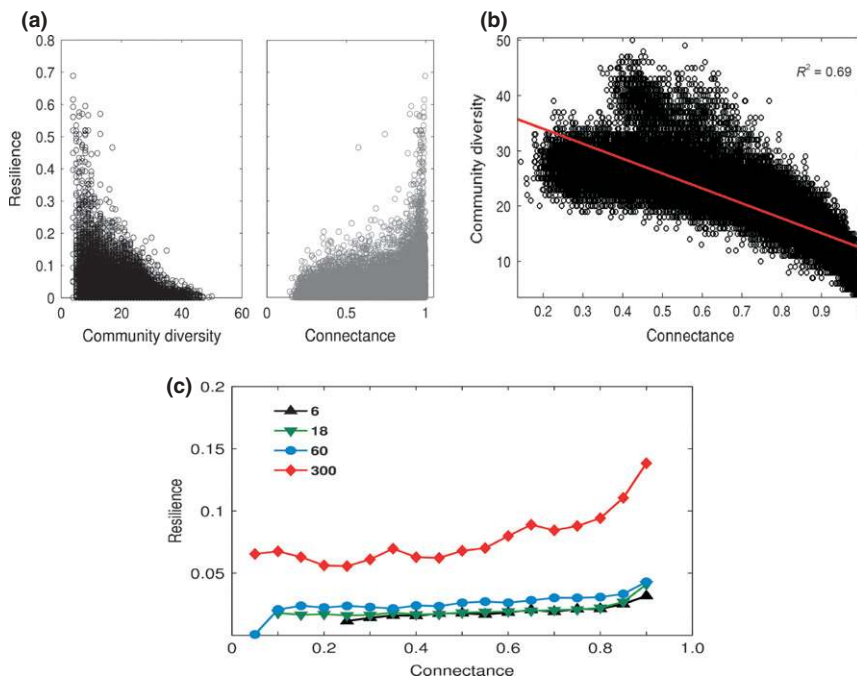 (a)
0.8
0.7
0.6
0.5
0.4
0.3
0.2
0.1
0
Resilience
0 20 40 60
Community diversity
0 0.5 1
Connectance
(b)
50
40
30
20
10
Community diversity
R² = 0.69
0.2 0.3 0.4 0.5 0.6 0.7 0.8 0.9
Connectance
(c)
0.2
0.15
0.1
0.05
Resilience
6
18
60
300
0 0.2 0.4 0.6 0.8 1.0
Connectance